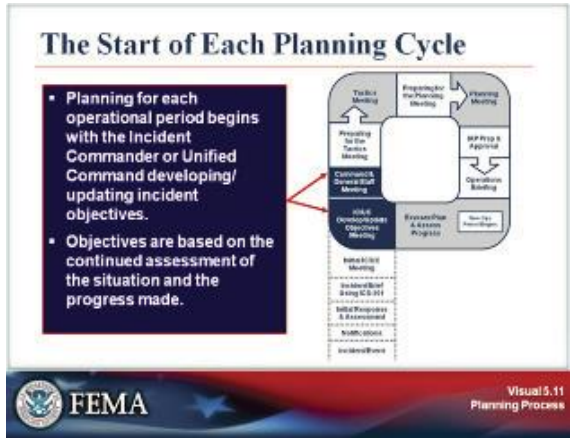 The Start of Each Planning Cycle
▪ Planning for each
operational period begins
with the Incident
Commander or Unified
Command developing/
updating incident
objectives.
▪ Objectives are based on the
continued assessment of
the situation and the
progress made.
Tactics
Meeting
Preparing for
the Planning
Meeting
Planning
Meeting
Preparing
for the
Tactics
Meeting
IAP Prep &
Approval
Command &
General Staff
Meeting
Operations
Briefing
IC/UC
Develop/Update
Objectives
Meeting
Execute Plan
& Assess
Progress
New Ops
Period Begins
Initial IC/UC
Meeting
Incident Brief
Using ICS 201
Initial Response
& Assessment
Notifications
Incident/Event
FEMA
Visual 5.11
Planning Process